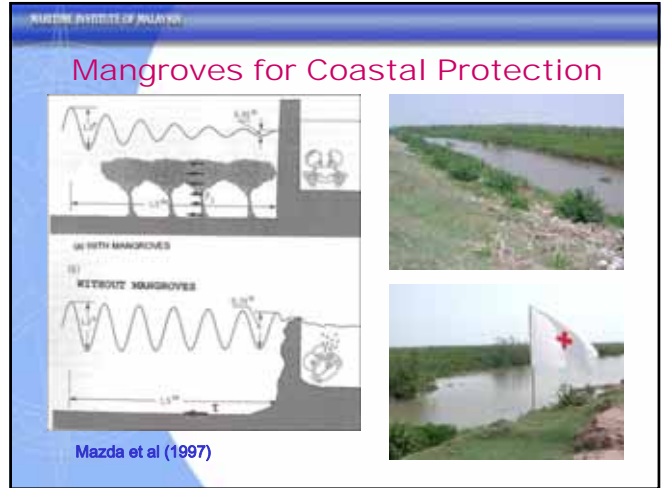 MARITIME INSTITUTE OF MALAYSIA
Mangroves for Coastal Protection
(a) WITH MANGROVES
WITHOUT MANGROVES
τ
Mazda et al (1997)